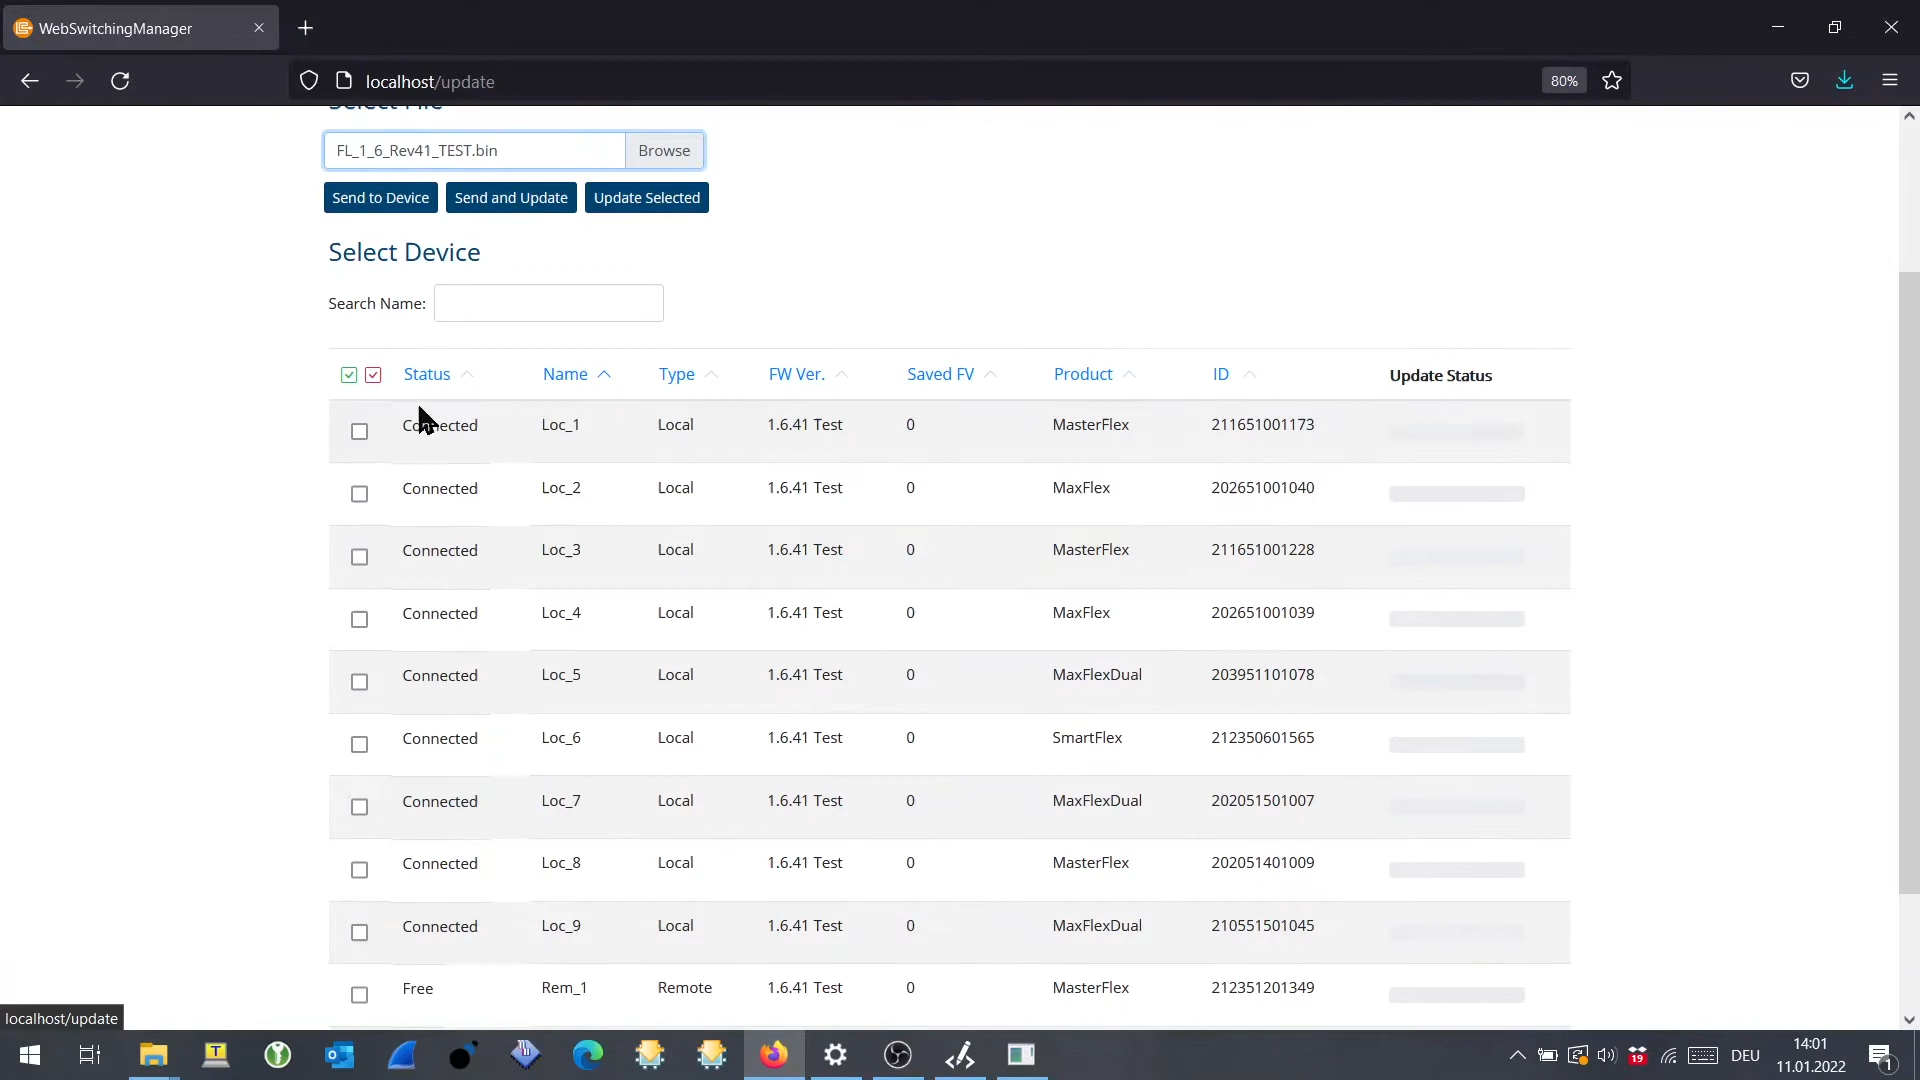 WebSwitchingManager
localhost/update
80%
Select File
FL_1_6_Rev41_TEST.bin
Browse
Send to Device
Send and Update
Update Selected
Select Device
Search Name:
Status Name Type FW Ver. Saved FV Product ID Update Status
Connected Loc_1 Local 1.6.41 Test 0 MasterFlex 211651001173
Connected Loc_2 Local 1.6.41 Test 0 MaxFlex 202651001040
Connected Loc_3 Local 1.6.41 Test 0 MasterFlex 211651001228
Connected Loc_4 Local 1.6.41 Test 0 MaxFlex 202651001039
Connected Loc_5 Local 1.6.41 Test 0 MaxFlexDual 203951101078
Connected Loc_6 Local 1.6.41 Test 0 SmartFlex 212350601565
Connected Loc_7 Local 1.6.41 Test 0 MaxFlexDual 202051501007
Connected Loc_8 Local 1.6.41 Test 0 MasterFlex 202051401009
Connected Loc_9 Local 1.6.41 Test 0 MaxFlexDual 210551501045
Free Rem_1 Remote 1.6.41 Test 0 MasterFlex 212351201349
localhost/update
19
DEU
14:01
11.01.2022
1